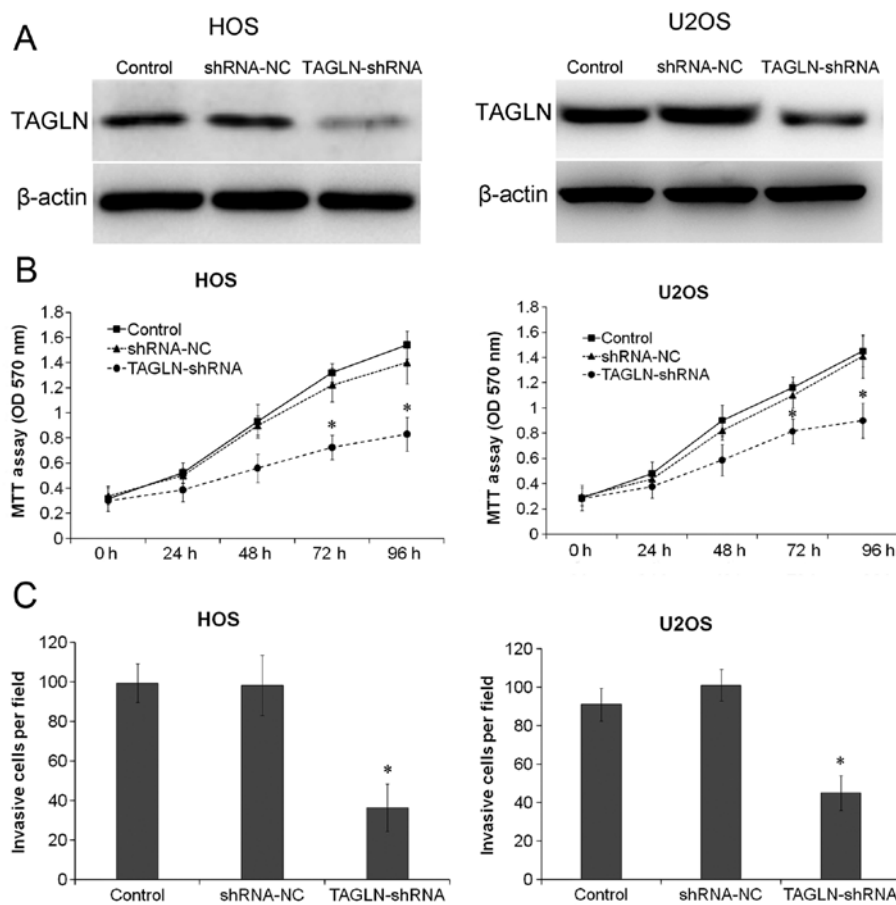 A
HOS
U2OS
Control shRNA-NC TAGLN-shRNA
Control shRNA-NC TAGLN-shRNA
TAGLN
TAGLN
β-actin
β-actin
B
HOS
MTT assay (OD 570 nm)
1.8
1.6
1.4
1.2
1
0.8
0.6
0.4
0.2
0
Control
shRNA-NC
TAGLN-shRNA
*
*
0 h 24 h 48 h 72 h 96 h
U2OS
MTT assay (OD 570 nm)
1.8
1.6
1.4
1.2
1
0.8
0.6
0.4
0.2
0
Control
shRNA-NC
TAGLN-shRNA
*
*
0 h 24 h 48 h 72 h 96 h
C
HOS
Invasive cells per field
120
100
80
60
40
20
0
*
Control shRNA-NC TAGLN-shRNA
U2OS
Invasive cells per field
120
100
80
60
40
20
0
*
Control shRNA-NC TAGLN-shRNA